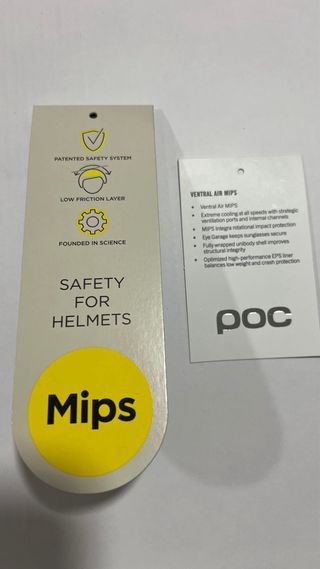 PATENTED SAFETY SYSTEM
LOW FRICTION LAYER
FOUNDED IN SCIENCE
SAFETY
FOR
HELMETS
Mips
VENTRAL AIR MIPS
• Ventral Air MIPS
• Extreme cooling at all speeds with strategic
ventilation ports and internal channels
• MIPS Integra rotational impact protection
• Eye Garage keeps sunglasses secure
• Fully wrapped unibody shell improves
structural integrity
• Optimized high-performance EPS liner
balances low weight and crash protection
poc